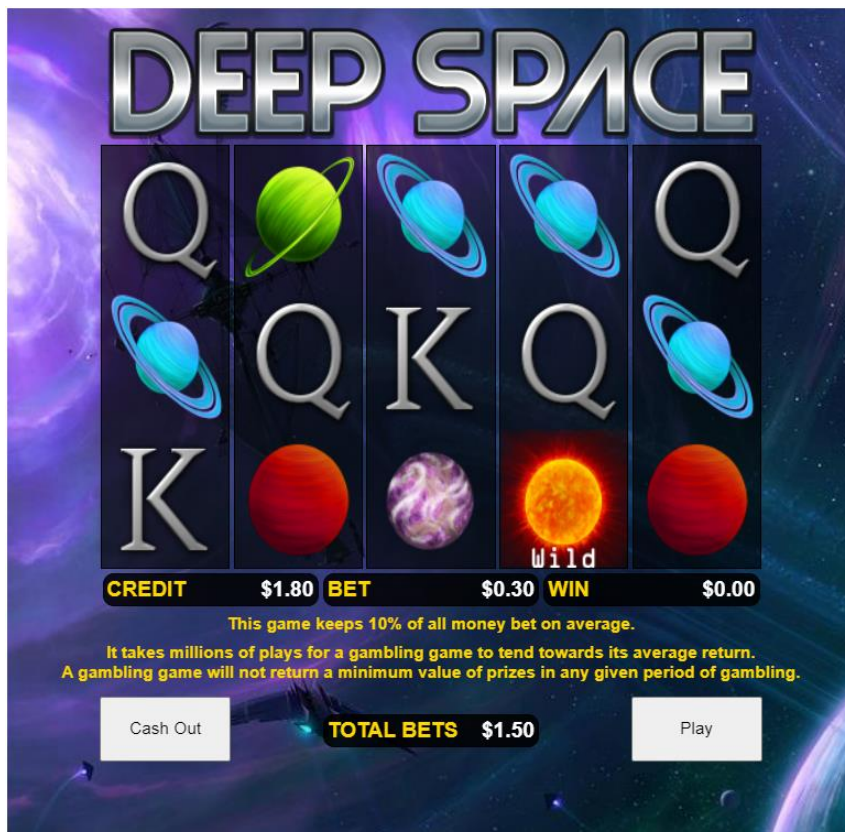 DEEP SPACE
Q Q
Q K Q
K
Wild
CREDIT $1.80 BET $0.30 WIN $0.00
This game keeps 10% of all money bet on average.
It takes millions of plays for a gambling game to tend towards its average return.
A gambling game will not return a minimum value of prizes in any given period of gambling.
Cash Out TOTAL BETS $1.50 Play